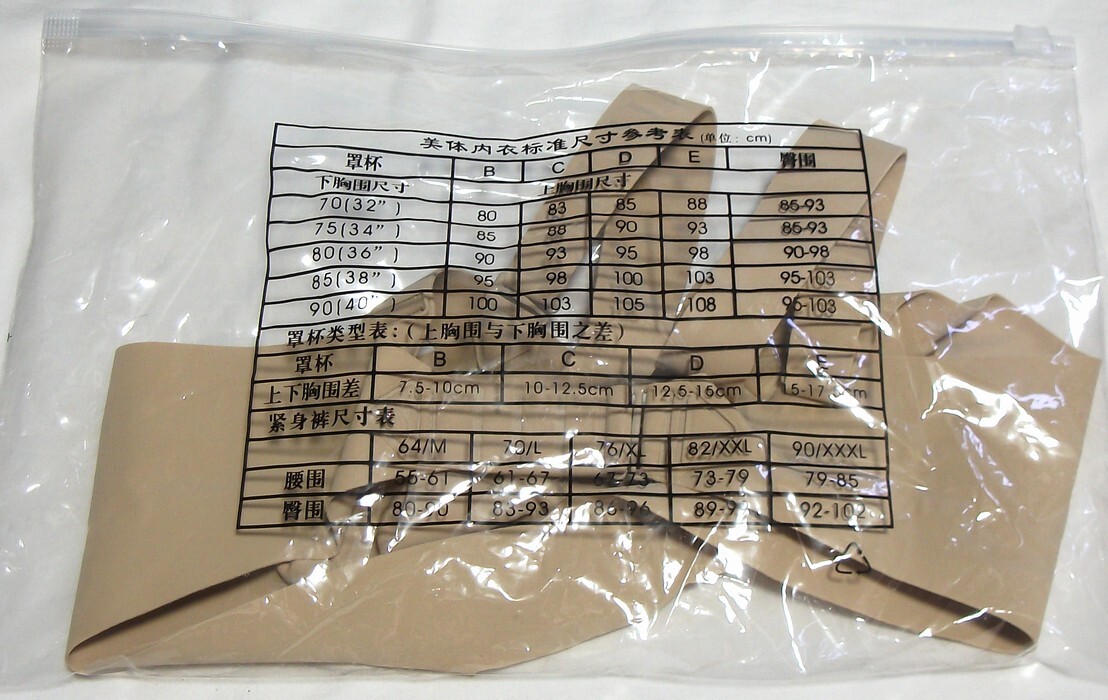 美体内衣标准尺寸参考表 (单位: cm)
罩杯 B C D E 臀围
下胸围尺寸 上胸围尺寸
70(32”) 80 83 85 88 85-93
75(34”) 85 88 90 93 85-93
80(36”) 90 93 95 98 90-98
85(38”) 95 98 100 103 95-103
90(40”) 100 103 105 108 95-103
罩杯类型表:(上胸围与下胸围之差)
罩杯 B C D E
上下胸围差 7.5-10cm 10-12.5cm 12.5-15cm
紧身裤尺寸表
64/M 70/L 76/XL 82/XXL 90/XXXL
腰围 55-61 61-67 67-73 73-79 79-85
臀围 80-90 83-93 86-96 92-102